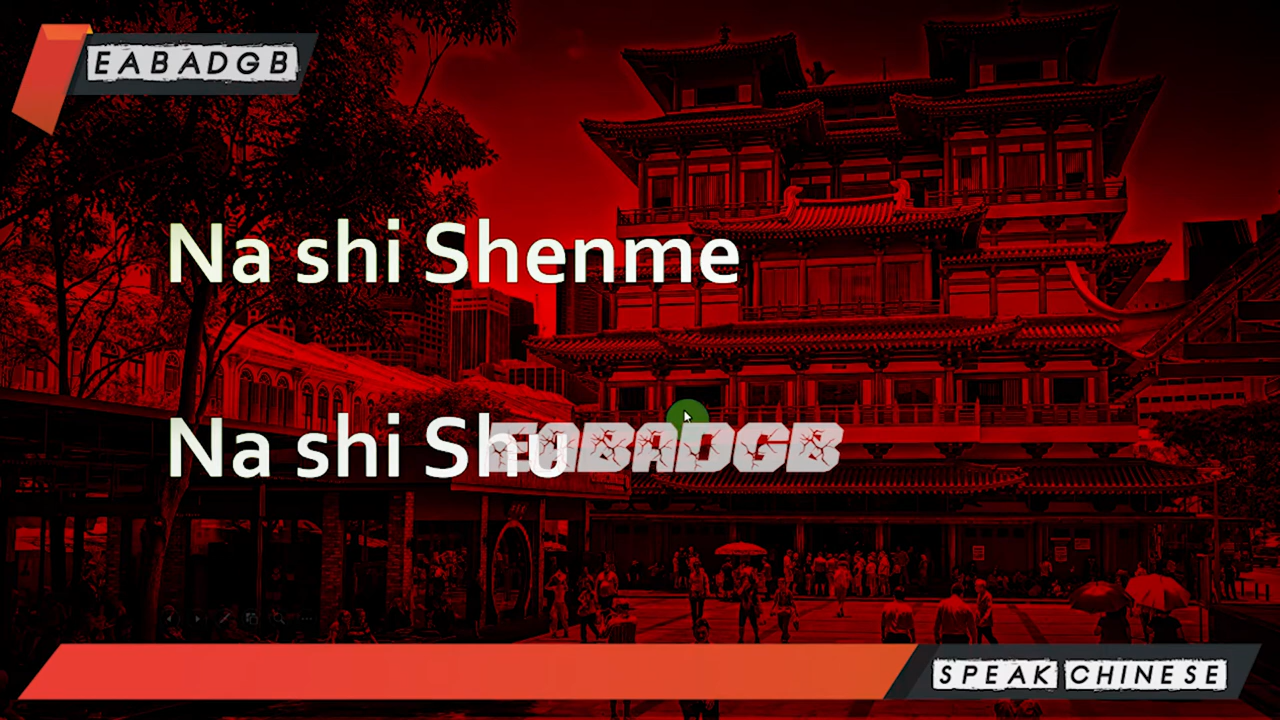 EABADGB
Na shi Shenme
Na shi Shu
EABADGB
SPEAK CHINESE